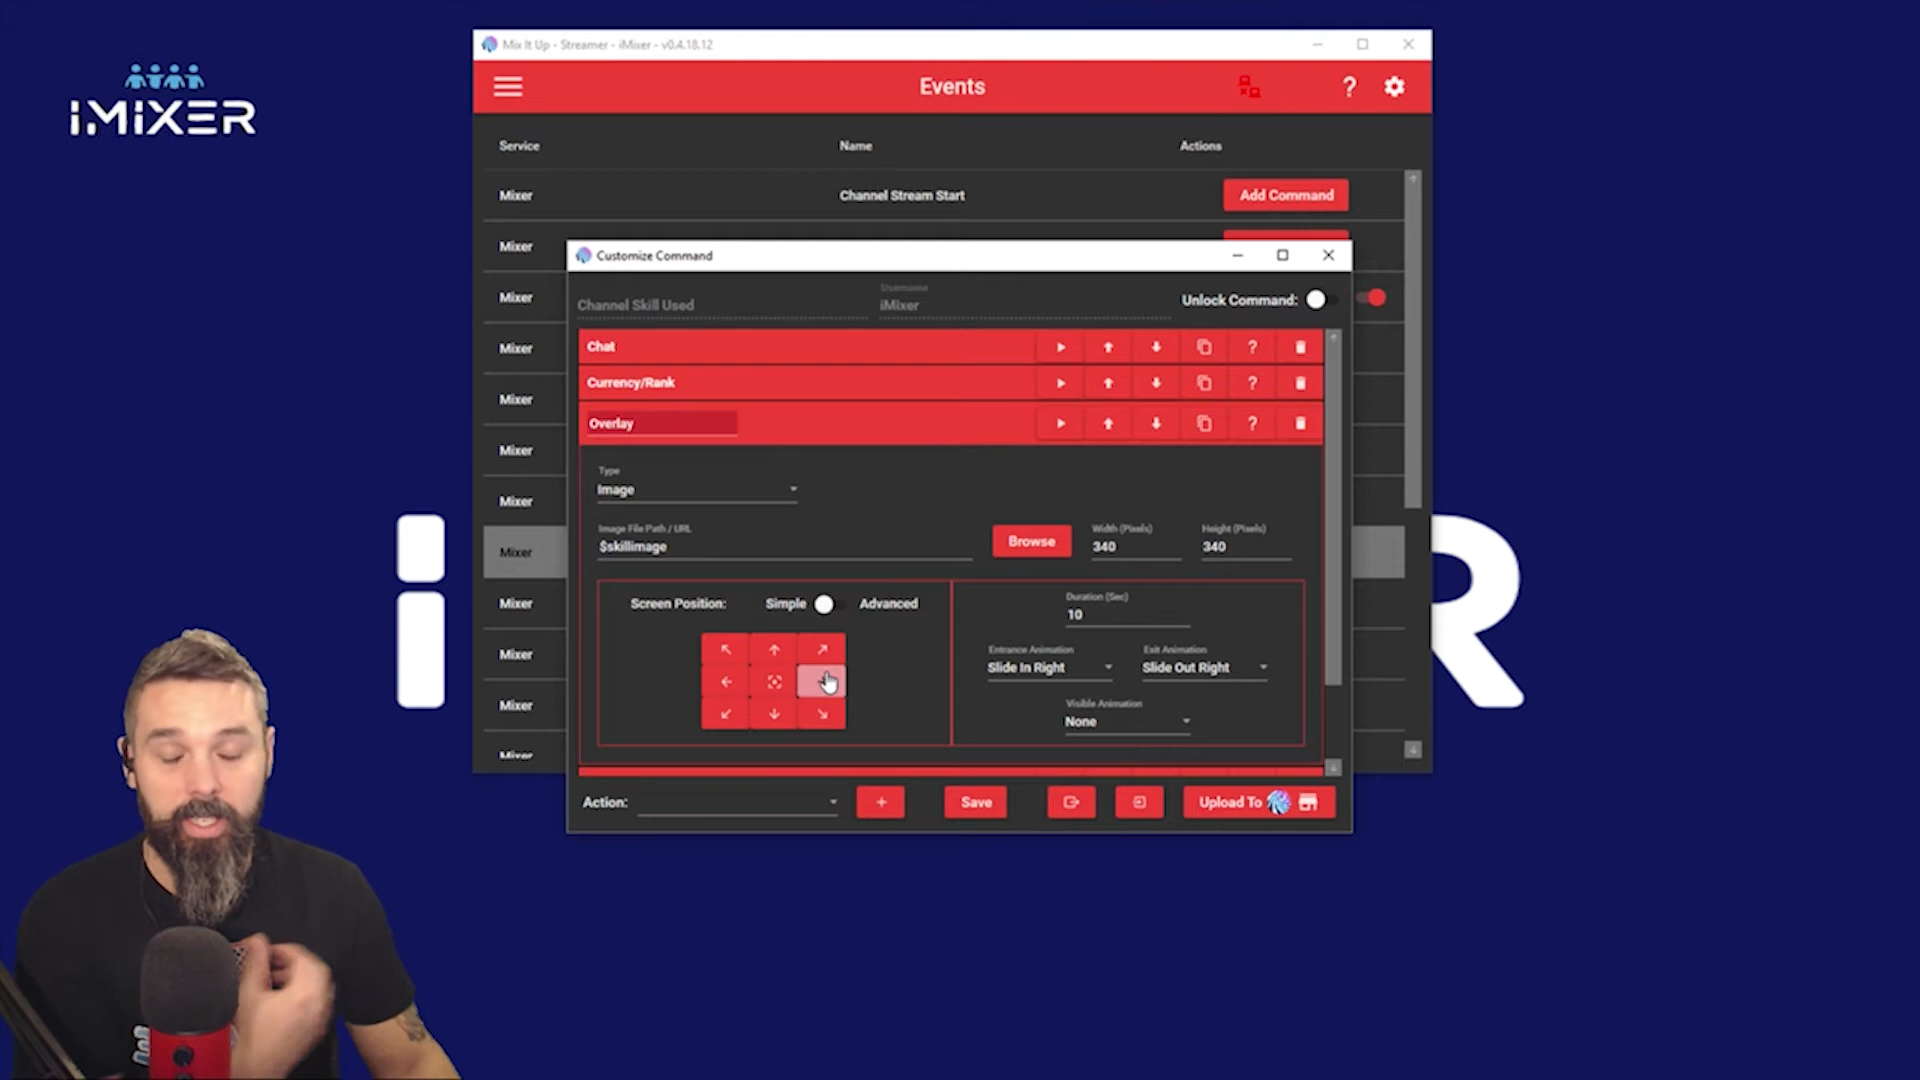 iMiXER
Mix It Up - Streamer - iMixer - v0.4.18.12
Events
?
Service Name Actions
Mixer Channel Stream Start Add Command
Mixer
Customize Command
Mixer
Channel Skill Used
Username
iMixer
Unlock Command:
Mixer
Chat ?
Currency/Rank ?
Mixer
Overlay ?
Mixer
Type
Image
Mixer
Image File Path / URL
$skillimage
Browse
Width (Pixels)
340
Height (Pixels)
340
Mixer
Mixer
Screen Position: Simple Advanced
Duration (Sec)
10
Mixer
Entrance Animation
Slide In Right
Exit Animation
Slide Out Right
Mixer
Visible Animation
None
Mixer
Action: + Save Upload To
i R